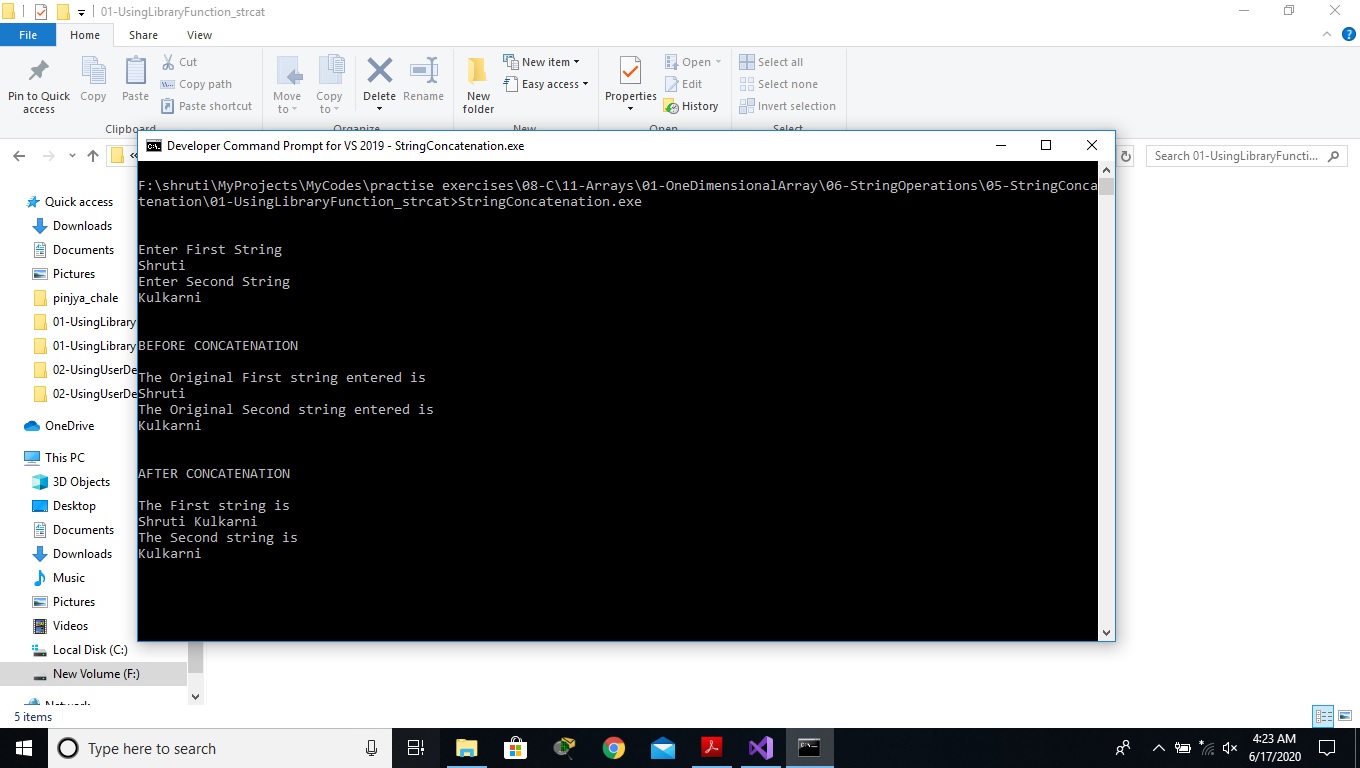 01-UsingLibraryFunction_strcat
File Home Share View
Pin to Quick access
Copy
Paste
Cut
Copy path
Paste shortcut
Clipboard
Move to
Copy to
Delete
Rename
Organize
New folder
New item
Easy access
New
Properties
Open
Edit
History
Open
Select all
Select none
Invert selection
Select
Search 01-UsingLibraryFuncti...
Quick access
Downloads
Documents
Pictures
pinjya_chale
01-UsingLibrary
01-UsingLibrary
02-UsingUserDe
02-UsingUserDe
OneDrive
This PC
3D Objects
Desktop
Documents
Downloads
Music
Pictures
Videos
Local Disk (C:)
New Volume (F:)
Network
5 items
Developer Command Prompt for VS 2019 - StringConcatenation.exe
F:\shruti\MyProjects\MyCodes\practise exercises\08-C\11-Arrays\01-OneDimensionalArray\06-StringOperations\05-StringConca
tenation\01-UsingLibraryFunction_strcat>StringConcatenation.exe
Enter First String
Shruti
Enter Second String
Kulkarni
BEFORE CONCATENATION
The Original First string entered is
Shruti
The Original Second string entered is
Kulkarni
AFTER CONCATENATION
The First string is
Shruti Kulkarni
The Second string is
Kulkarni
Type here to search
4:23 AM
6/17/2020